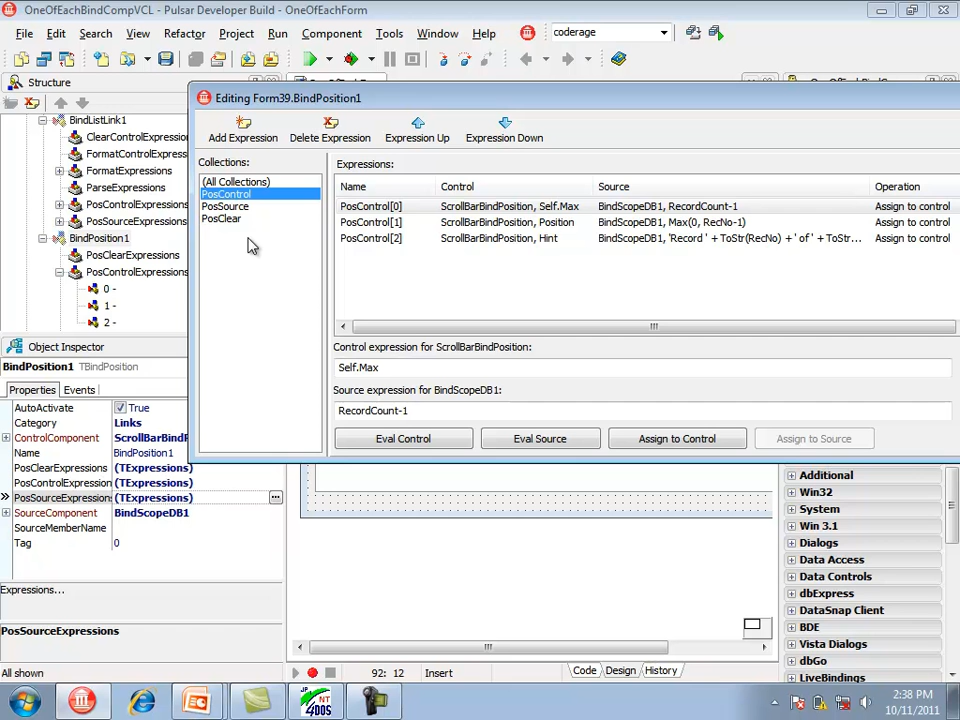 OneOfEachBindCompVCL - Pulsar Developer Build - OneOfEachForm
File Edit Search View Refactor Project Run Component Tools Window Help
coderage
Structure
BindListLink1
ClearControlExpression
FormatControlExpress
FormatExpressions
ParseExpressions
PosControlExpression
PosSourceExpressions
BindPosition1
PosClearExpressions
PosControlExpression
0 -
1 -
2 -
Editing Form39.BindPosition1
Add Expression Delete Expression Expression Up Expression Down
Collections:
(All Collections)
PosControl
PosSource
PosClear
Expressions:
Name Control Source Operation
PosControl[0] ScrollBarBindPosition, Self.Max BindScopeDB1, RecordCount-1 Assign to control
PosControl[1] ScrollBarBindPosition, Position BindScopeDB1, Max(0, RecNo-1) Assign to control
PosControl[2] ScrollBarBindPosition, Hint BindScopeDB1, 'Record ' + ToStr(RecNo) + ' of ' + ToStr... Assign to control
Control expression for ScrollBarBindPosition:
Self.Max
Source expression for BindScopeDB1:
RecordCount-1
Eval Control Eval Source Assign to Control Assign to Source
Object Inspector
BindPosition1 TBindPosition
Properties Events
AutoActivate True
Category Links
ControlComponent ScrollBarBindP
Name BindPosition1
PosClearExpressions (TExpressions)
PosControlExpression (TExpressions)
PosSourceExpressions (TExpressions) ...
SourceComponent BindScopeDB1
SourceMemberName
Tag 0
Expressions...
PosSourceExpressions
All shown
92: 12 Insert
Code Design History
Additional
Win32
System
Win 3.1
Dialogs
Data Access
Data Controls
dbExpress
DataSnap Client
BDE
Vista Dialogs
dbGo
LiveBindings
JP
NT
4DOS
2:38 PM
10/11/2011